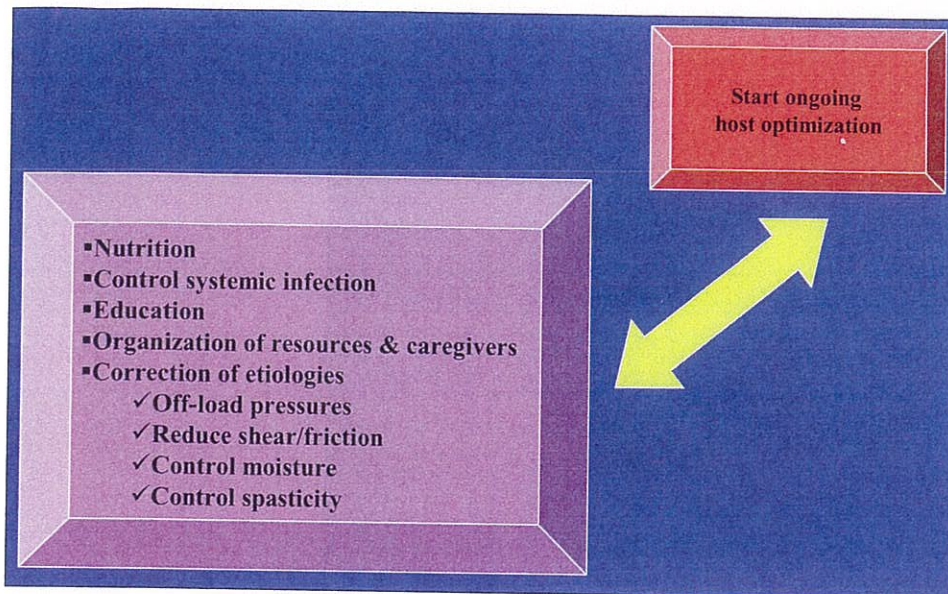 Start ongoing
host optimization
▪Nutrition
▪Control systemic infection
▪Education
▪Organization of resources & caregivers
▪Correction of etiologies
✓Off-load pressures
✓Reduce shear/friction
✓Control moisture
✓Control spasticity